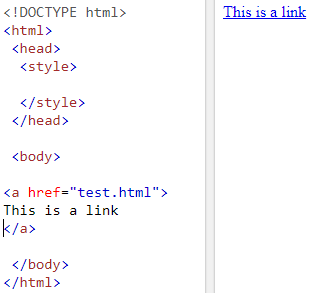 <!DOCTYPE html>
<html>
<head>
<style>
</style>
</head>
<body>
<a href="test.html">
This is a link
</a>
</body>
</html>
This is a link